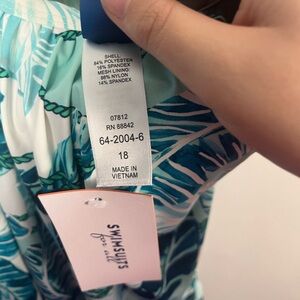 SHELL:
84% POLYESTER
16% SPANDEX
MESH LINING:
86% NYLON
14% SPANDEX
07812
RN 88842
64-2004-6
18
MADE IN
VIETNAM
SWIMSUITS
for all